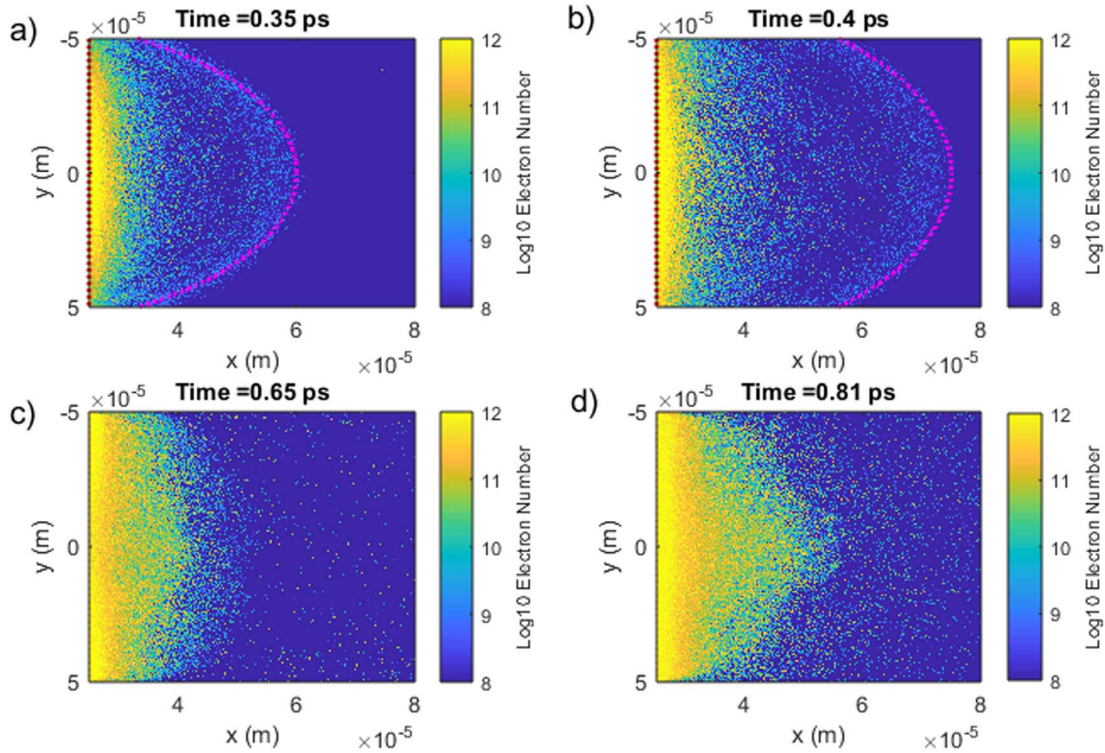 a)
×10⁻⁵
Time =0.35 ps
-5
0
5
y (m)
4
6
8
x (m)
×10⁻⁵
12
11
10
9
8
Log10 Electron Number
b)
×10⁻⁵
Time =0.4 ps
-5
0
5
y (m)
4
6
8
x (m)
×10⁻⁵
12
11
10
9
8
Log10 Electron Number
c)
×10⁻⁵
Time =0.65 ps
-5
0
5
y (m)
4
6
8
x (m)
×10⁻⁵
12
11
10
9
8
Log10 Electron Number
d)
×10⁻⁵
Time =0.81 ps
-5
0
5
y (m)
4
6
8
x (m)
×10⁻⁵
12
11
10
9
8
Log10 Electron Number